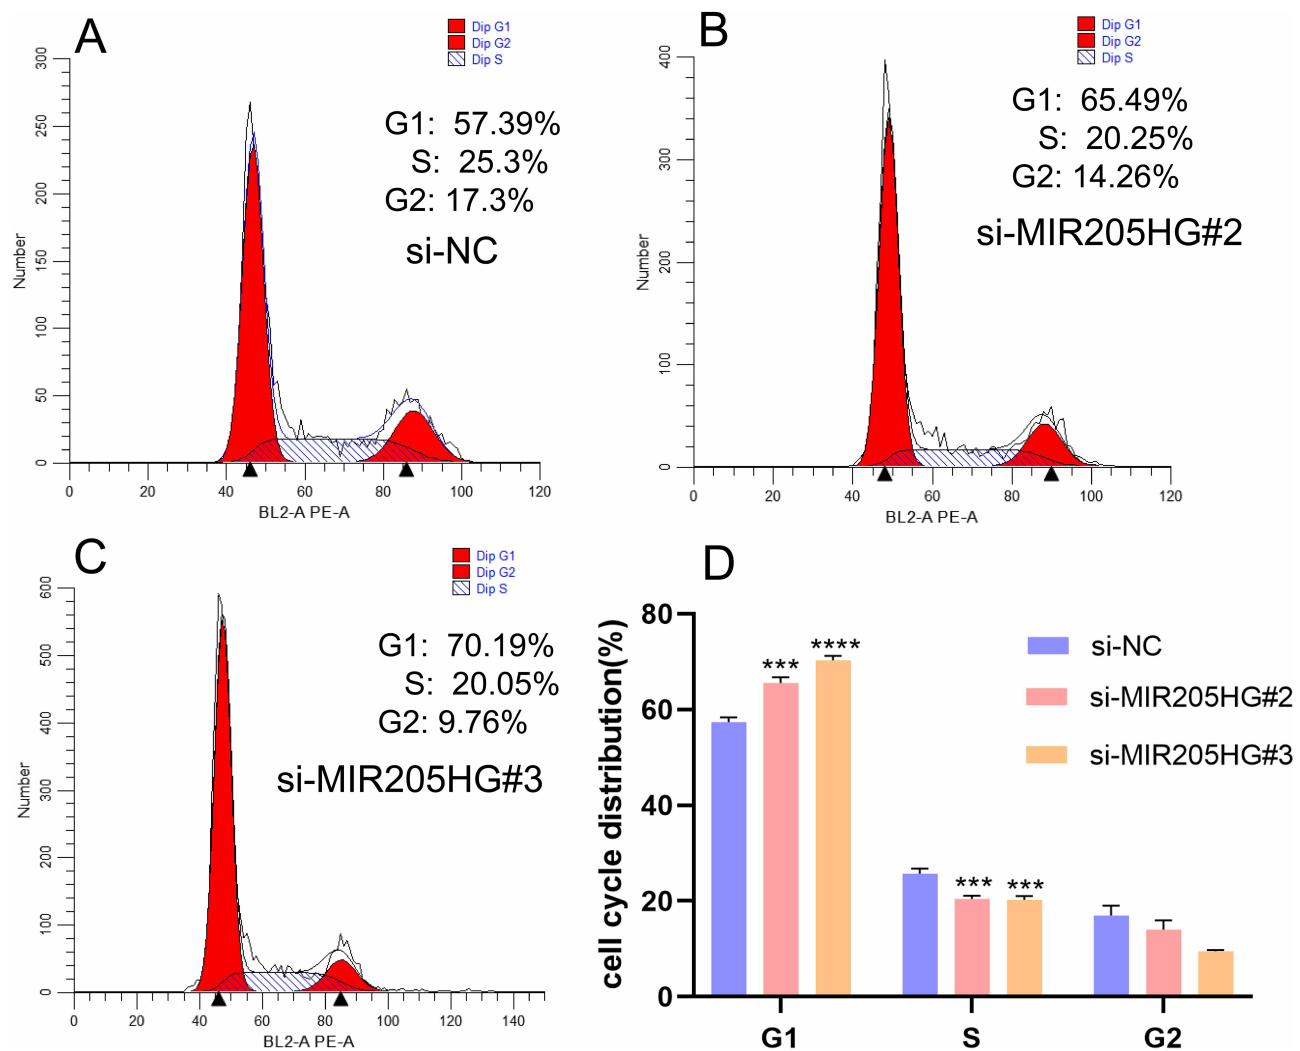 A
Dip G1
Dip G2
Dip S
300
250
200
150
100
50
0
Number
G1: 57.39%
S: 25.3%
G2: 17.3%
si-NC
0 20 40 60 80 100 120
BL2-A PE-A
B
Dip G1
Dip G2
Dip S
400
300
200
100
0
Number
G1: 65.49%
S: 20.25%
G2: 14.26%
si-MIR205HG#2
0 20 40 60 80 100 120
BL2-A PE-A
C
Dip G1
Dip G2
Dip S
600
500
400
300
200
100
0
Number
G1: 70.19%
S: 20.05%
G2: 9.76%
si-MIR205HG#3
0 20 40 60 80 100 120 140
BL2-A PE-A
D
80
60
40
20
0
cell cycle distribution(%)
*** ****
*** ***
si-NC
si-MIR205HG#2
si-MIR205HG#3
G1 S G2